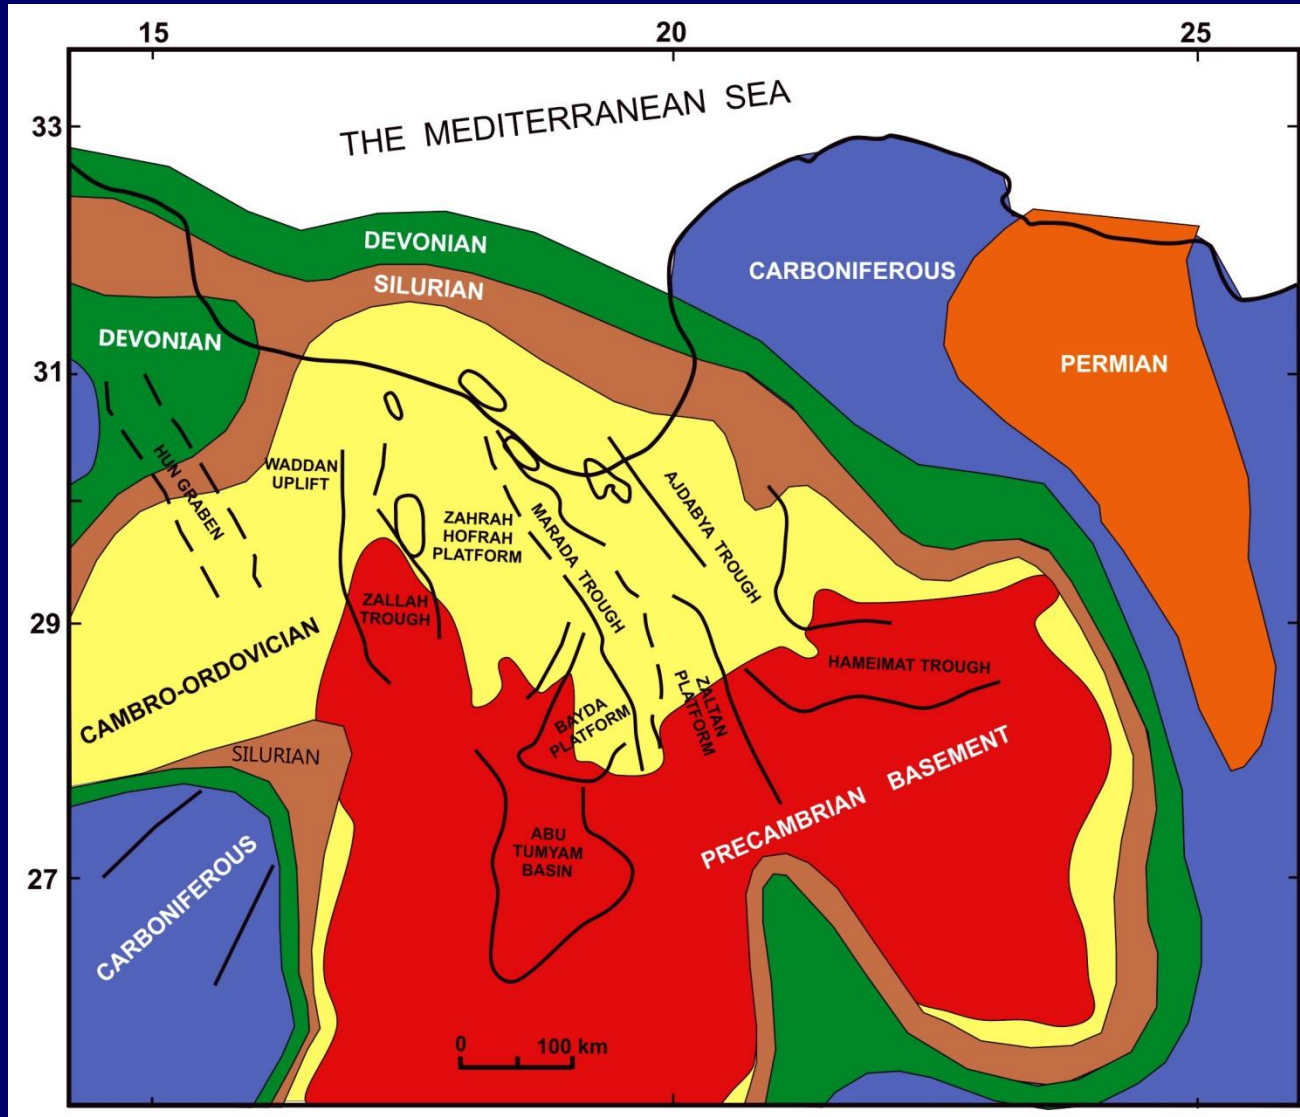 15
20
25
33
31
29
27
THE MEDITERRANEAN SEA
DEVONIAN
SILURIAN
CARBONIFEROUS
DEVONIAN
PERMIAN
HUN GRABEN
WADDAN
UPLIFT
ZAHRAH
HOFRAH
PLATFORM
MARADA TROUGH
AJDABYA TROUGH
ZALLAH
TROUGH
CAMBRO-ORDOVICIAN
HAMEIMAT TROUGH
BAYDA
PLATFORM
ZALTAN
PLATFORM
SILURIAN
PRECAMBRIAN BASEMENT
ABU
TUMYAM
BASIN
CARBONIFEROUS
0 100 km